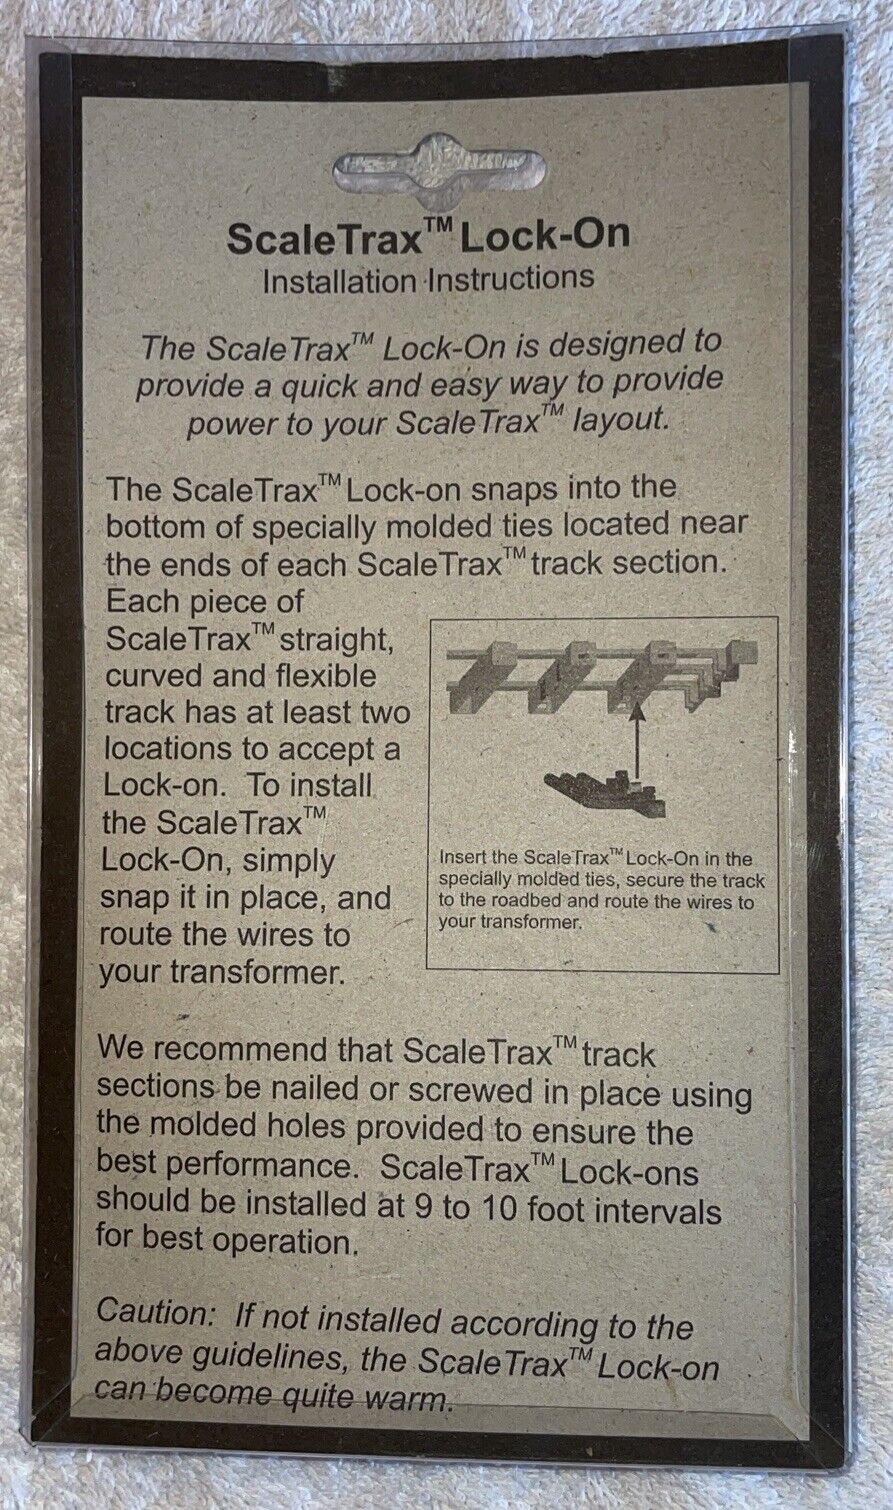 ScaleTrax™ Lock-On
Installation Instructions
The ScaleTrax™ Lock-On is designed to
provide a quick and easy way to provide
power to your ScaleTrax™ layout.
The ScaleTrax™ Lock-on snaps into the
bottom of specially molded ties located near
the ends of each ScaleTrax™ track section.
Each piece of
ScaleTrax™ straight,
curved and flexible
track has at least two
locations to accept a
Lock-on. To install
the ScaleTrax™
Lock-On, simply
snap it in place, and
route the wires to
your transformer.
Insert the ScaleTrax™ Lock-On in the
specially molded ties, secure the track
to the roadbed and route the wires to
your transformer.
We recommend that ScaleTrax™ track
sections be nailed or screwed in place using
the molded holes provided to ensure the
best performance. ScaleTrax™ Lock-ons
should be installed at 9 to 10 foot intervals
for best operation.
Caution: If not installed according to the
above guidelines, the ScaleTrax™ Lock-on
can become quite warm.